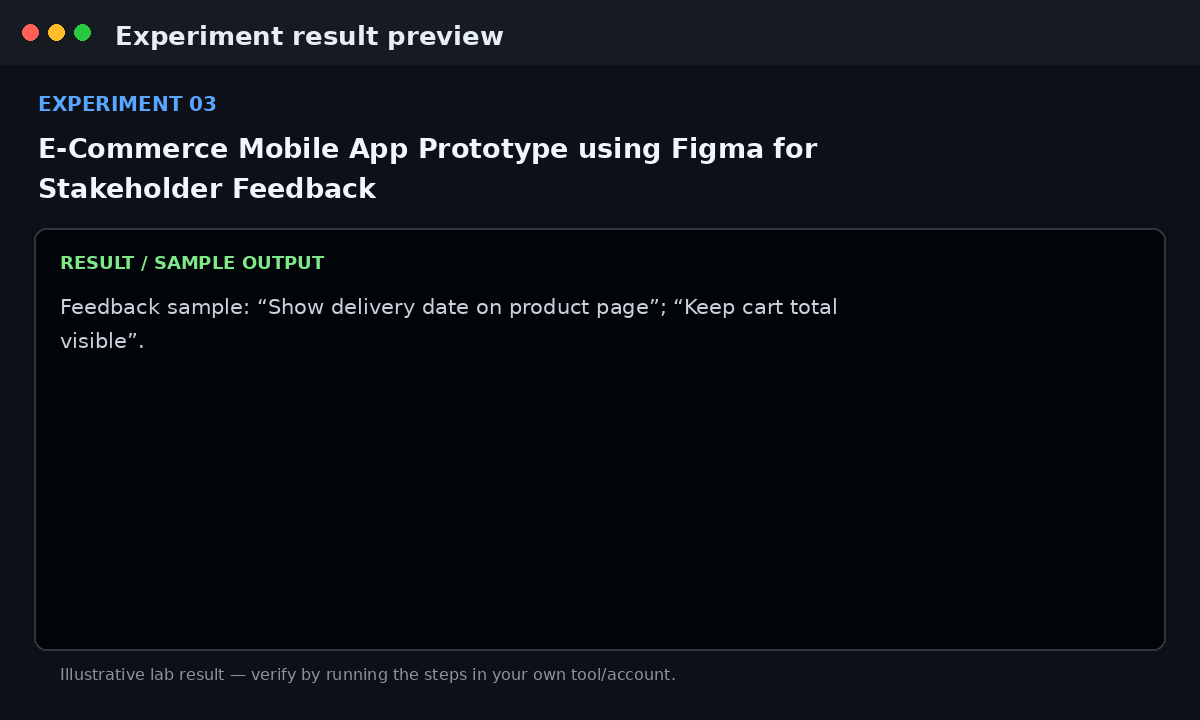 Experiment result preview
EXPERIMENT 03
E-Commerce Mobile App Prototype using Figma for
Stakeholder Feedback
RESULT / SAMPLE OUTPUT
Feedback sample: “Show delivery date on product page”; “Keep cart total
visible”.
Illustrative lab result — verify by running the steps in your own tool/account.